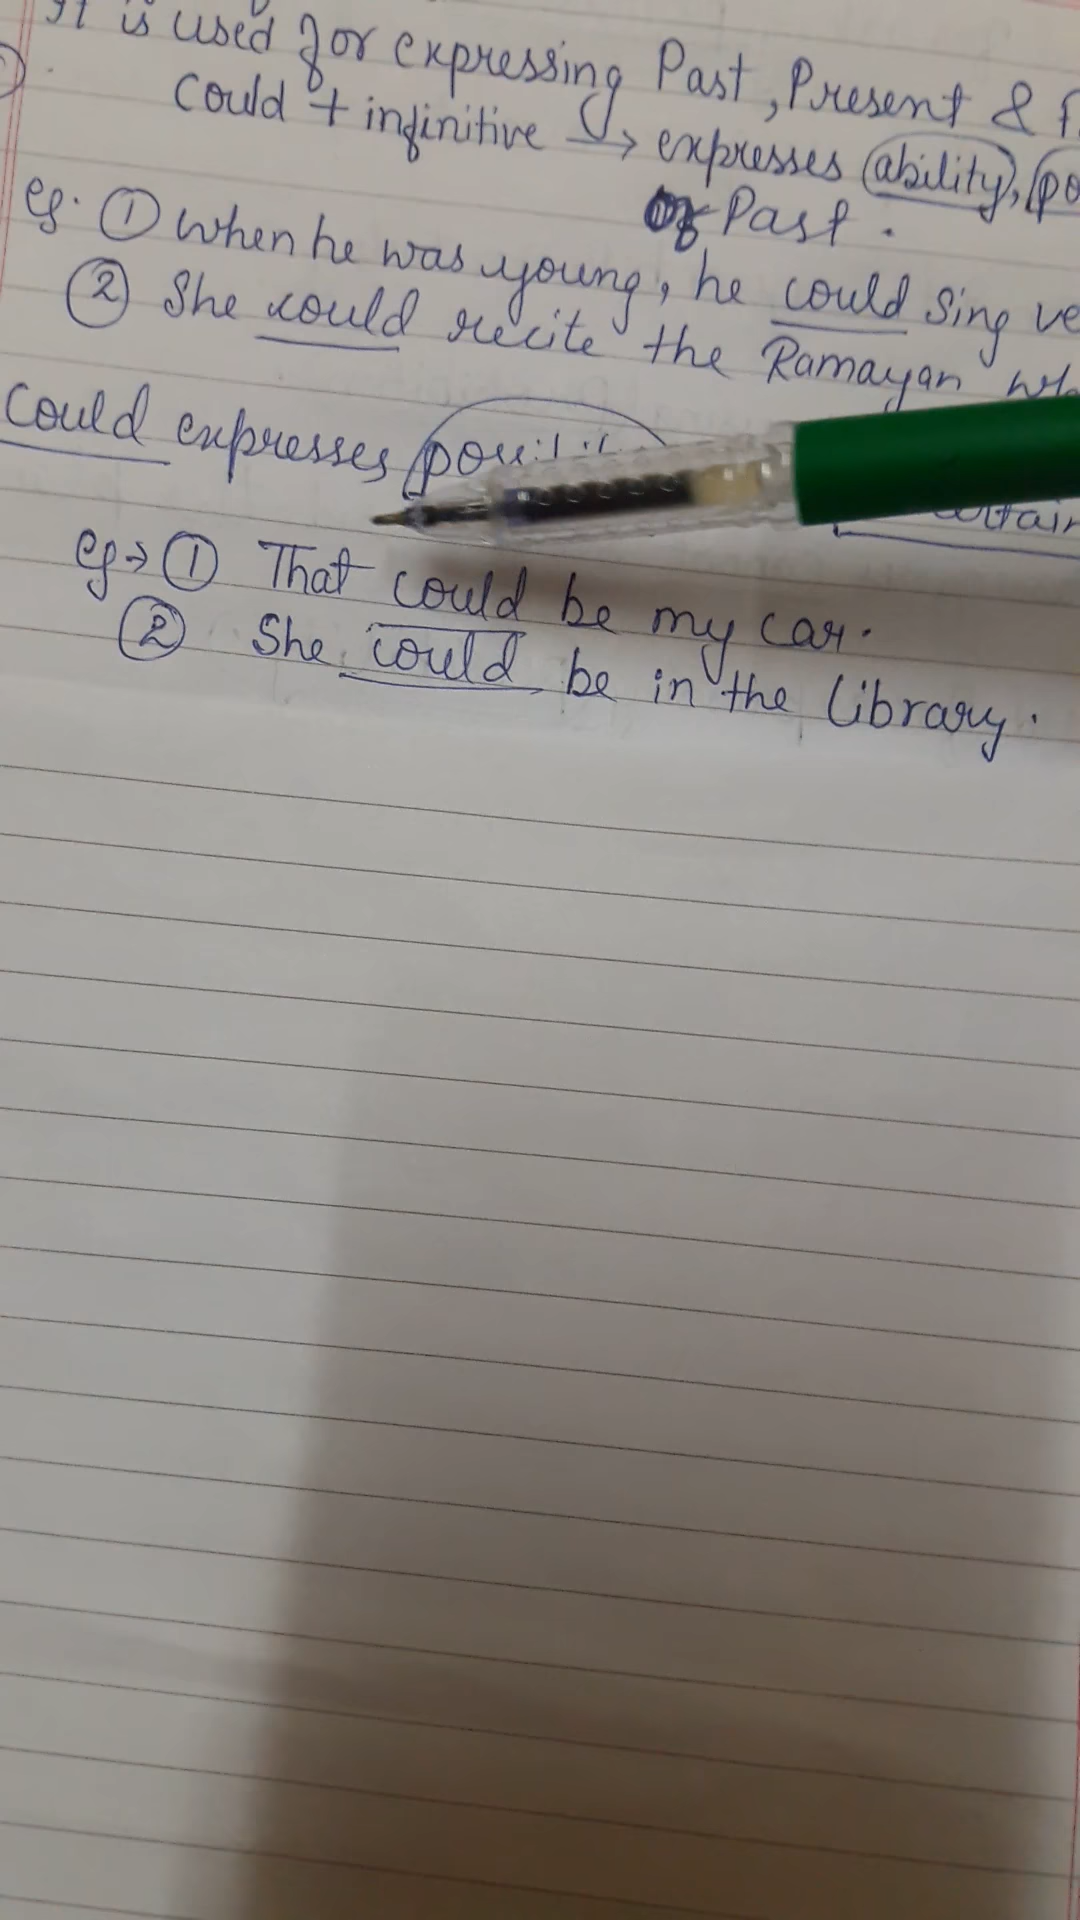 It is used for expressing Past, Present &
Could + infinitive → expresses ability,
of Past.
eg. ① When he was young, he could sing
② She could recite the Ramayan
Could expresses
eg → ① That could be my car.
② She could be in the library.